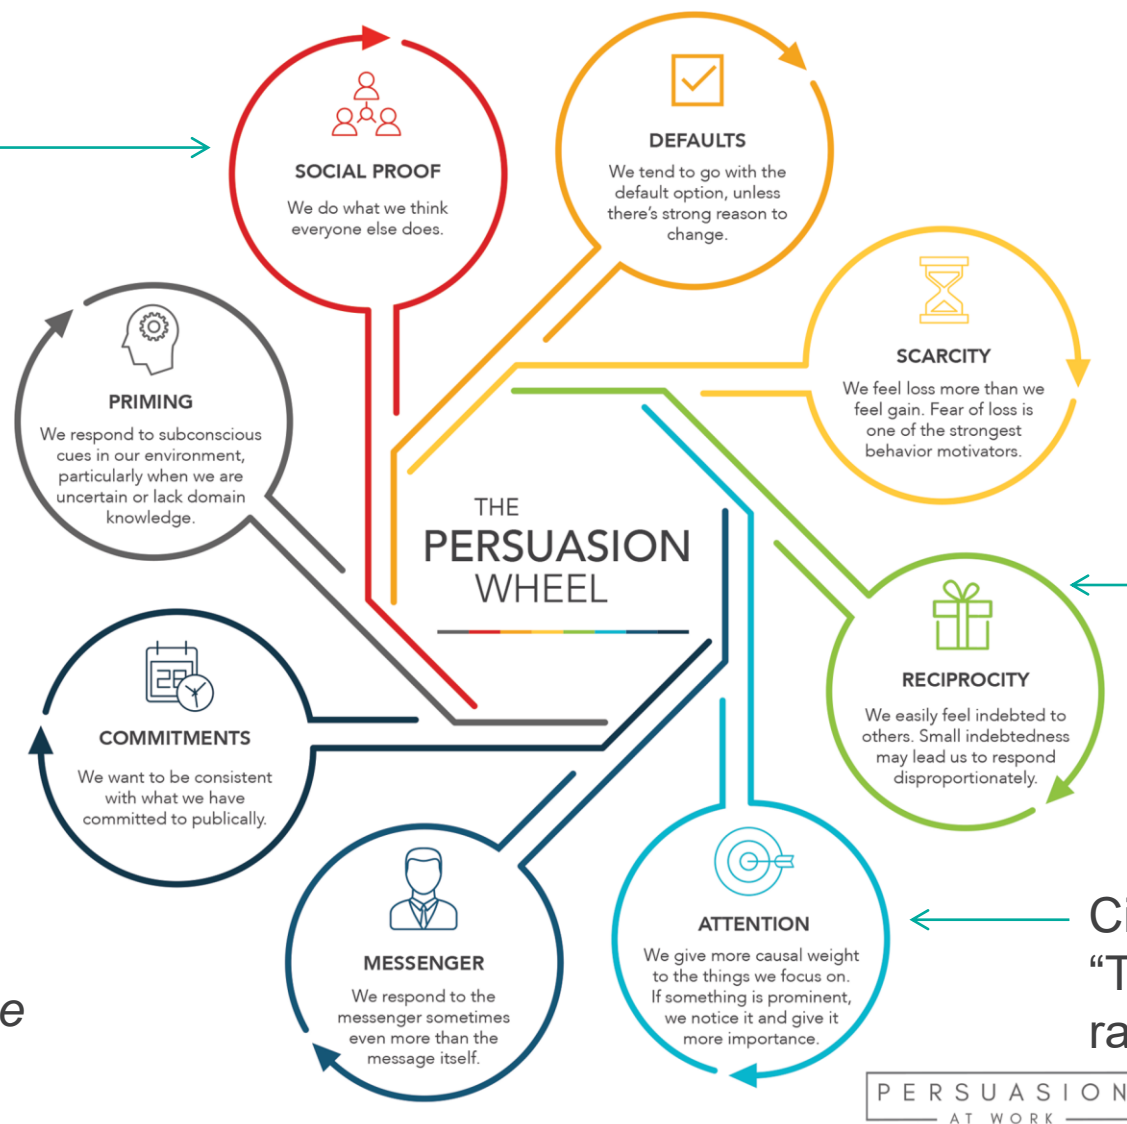 SOCIAL PROOF
We do what we think
everyone else does.
DEFAULTS
We tend to go with the
default option, unless
there's strong reason to
change.
SCARCITY
We feel loss more than we
feel gain. Fear of loss is
one of the strongest
behavior motivators.
PRIMING
We respond to subconscious
cues in our environment,
particularly when we are
uncertain or lack domain
knowledge.
THE
PERSUASION
WHEEL
RECIPROCITY
We easily feel indebted to
others. Small indebtedness
may lead us to respond
disproportionately.
28
COMMITMENTS
We want to be consistent
with what we have
committed to publically.
ATTENTION
We give more causal weight
to the things we focus on.
If something is prominent,
we notice it and give it
more importance.
MESSENGER
We respond to the
messenger sometimes
even more than the
message itself.
e
Ci
“T
ra
PERSUASION
AT WORK